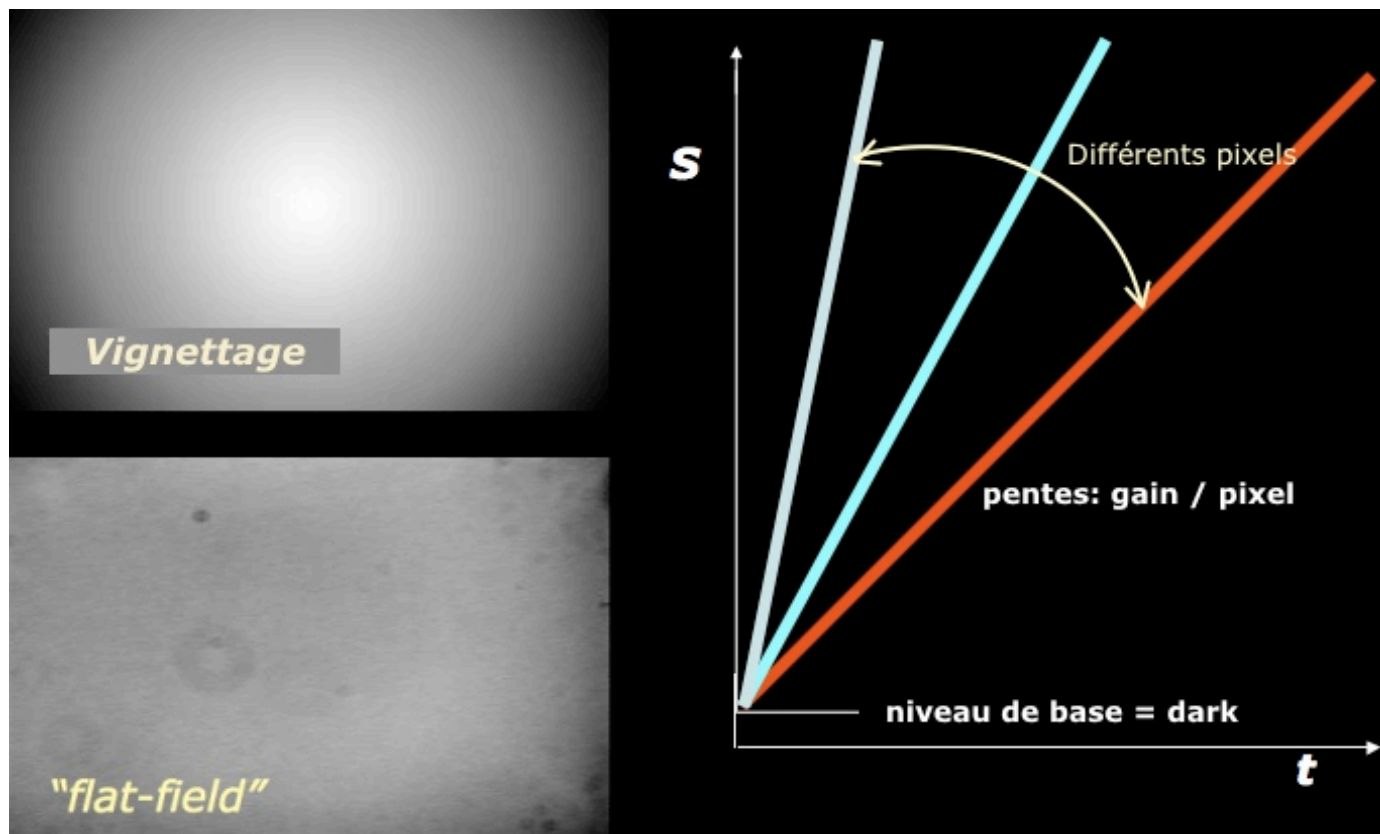 Vignettage
"flat-field"
S
Différents pixels
pentes: gain / pixel
niveau de base = dark
t